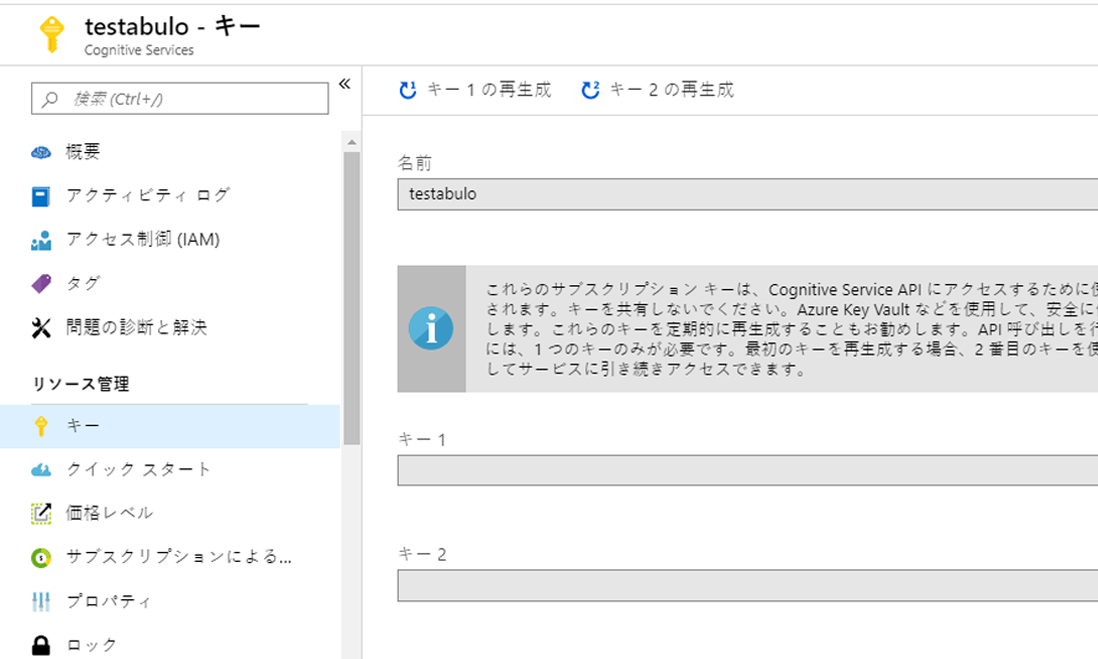 testabulo - キー
Cognitive Services
検索 (Ctrl+/)
概要
アクティビティ ログ
アクセス制御 (IAM)
タグ
問題の診断と解決
リソース管理
キー
クイック スタート
価格レベル
サブスクリプションによる...
プロパティ
ロック
キー 1 の再生成
キー 2 の再生成
名前
testabulo
これらのサブスクリプション キーは、Cognitive Service API にアクセスするために使
されます。キーを共有しないでください。Azure Key Vault などを使用して、安全に
します。これらのキーを定期的に再生成することもお勧めします。API 呼び出しを行
には、1 つのキーのみが必要です。最初のキーを再生成する場合、2 番目のキーを使
してサービスに引き続きアクセスできます。
キー 1
キー 2